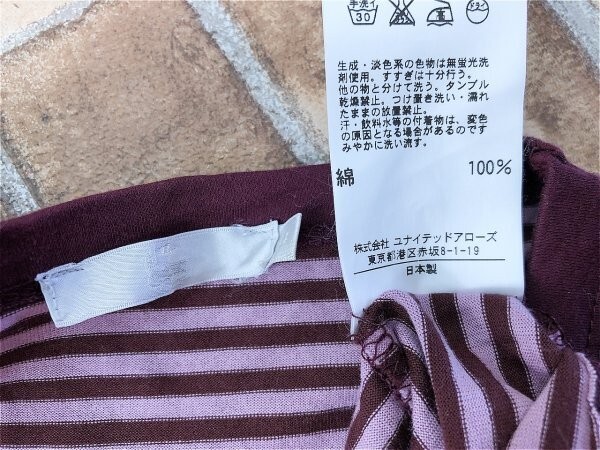 手洗イ
30
ドライ
生成・淡色系の色物は無蛍光洗
剤使用。すすぎは十分行う。
他の物と分けて洗う。タンブル
乾燥禁止。つけ置き洗い・濡れ
たままの放置禁止。
汗・飲料水等の付着物は、変色
の原因となる場合があるのです
みやかに洗い流す。
綿 100%
株式会社 ユナイテッドアローズ
東京都港区赤坂8-1-19
日本製